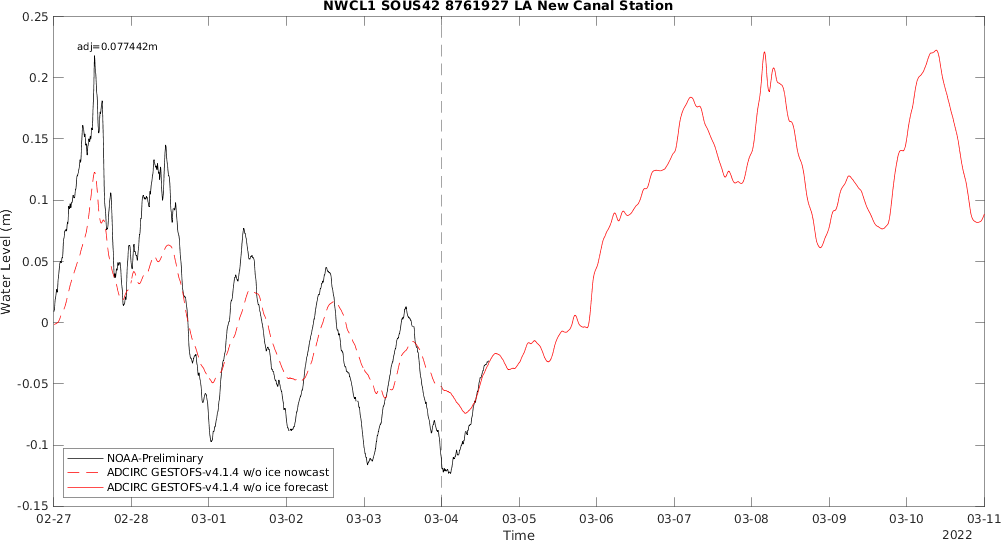 NWCL1 SOUS42 8761927 LA New Canal Station
adj=0.077442m
Water Level (m)
0.25
0.2
0.15
0.1
0.05
0
-0.05
-0.1
-0.15
NOAA-Preliminary
ADCIRC GESTOFS-v4.1.4 w/o ice nowcast
ADCIRC GESTOFS-v4.1.4 w/o ice forecast
02-27 02-28 03-01 03-02 03-03 03-04 03-05 03-06 03-07 03-08 03-09 03-10 03-11
Time
2022